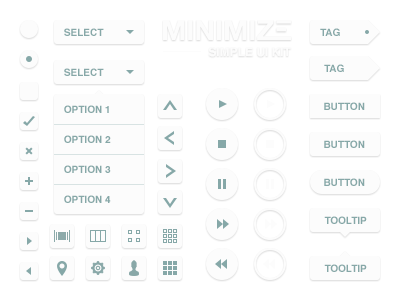 MINIMIZE
SIMPLE UI KIT
SELECT
SELECT
OPTION 1
OPTION 2
OPTION 3
OPTION 4
TAG
TAG
BUTTON
BUTTON
BUTTON
TOOLTIP
TOOLTIP